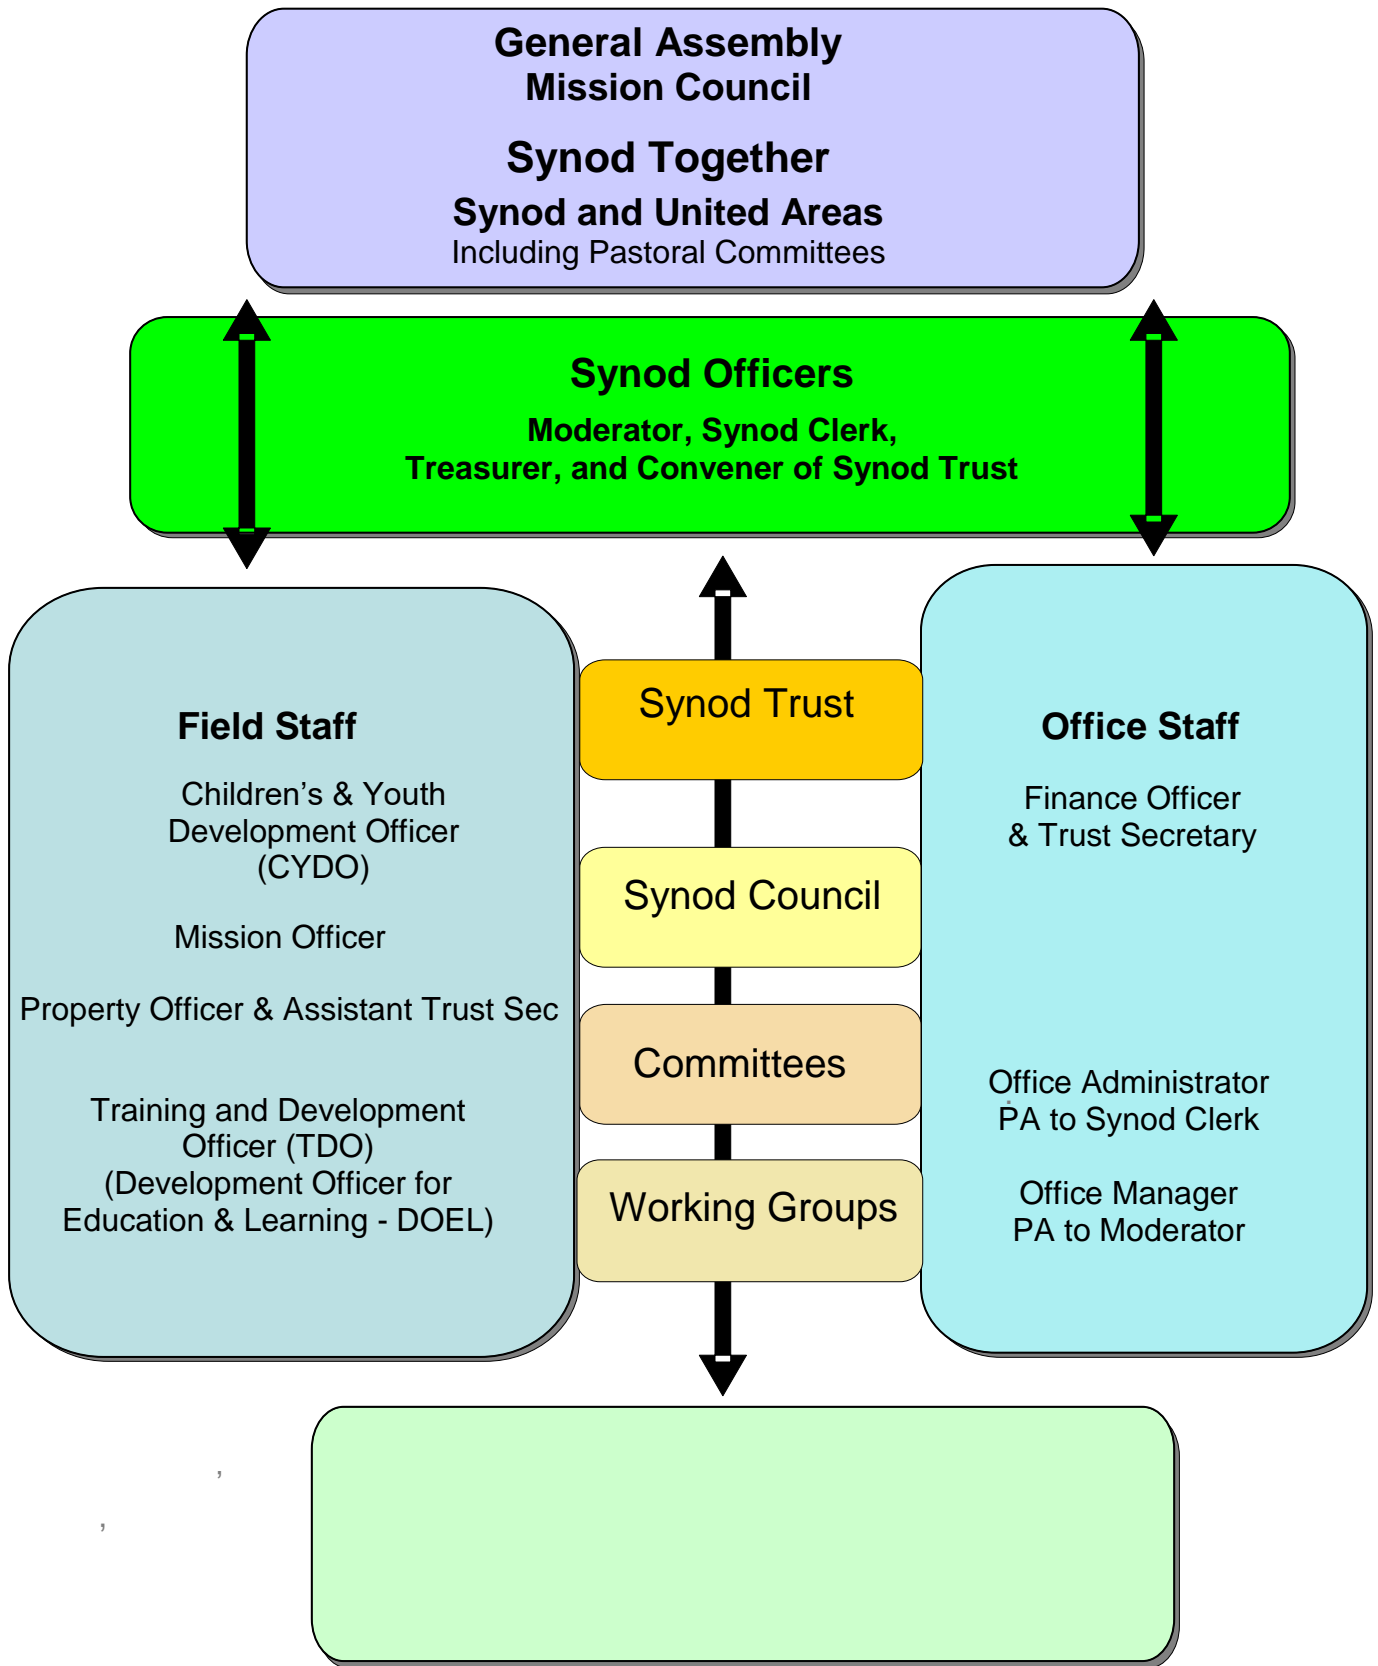 General Assembly
Mission Council
Synod Together
Synod and United Areas
Including Pastoral Committees
Synod Officers
Moderator, Synod Clerk,
Treasurer, and Convener of Synod Trust
Field Staff
Children’s & Youth
Development Officer
(CYDO)
Mission Officer
Property Officer & Assistant Trust Sec
Training and Development
Officer (TDO)
(Development Officer for
Education & Learning - DOEL)
Synod Trust
Synod Council
Committees
Working Groups
Office Staff
Finance Officer
& Trust Secretary
Office Administrator
PA to Synod Clerk
Office Manager
PA to Moderator
,
,